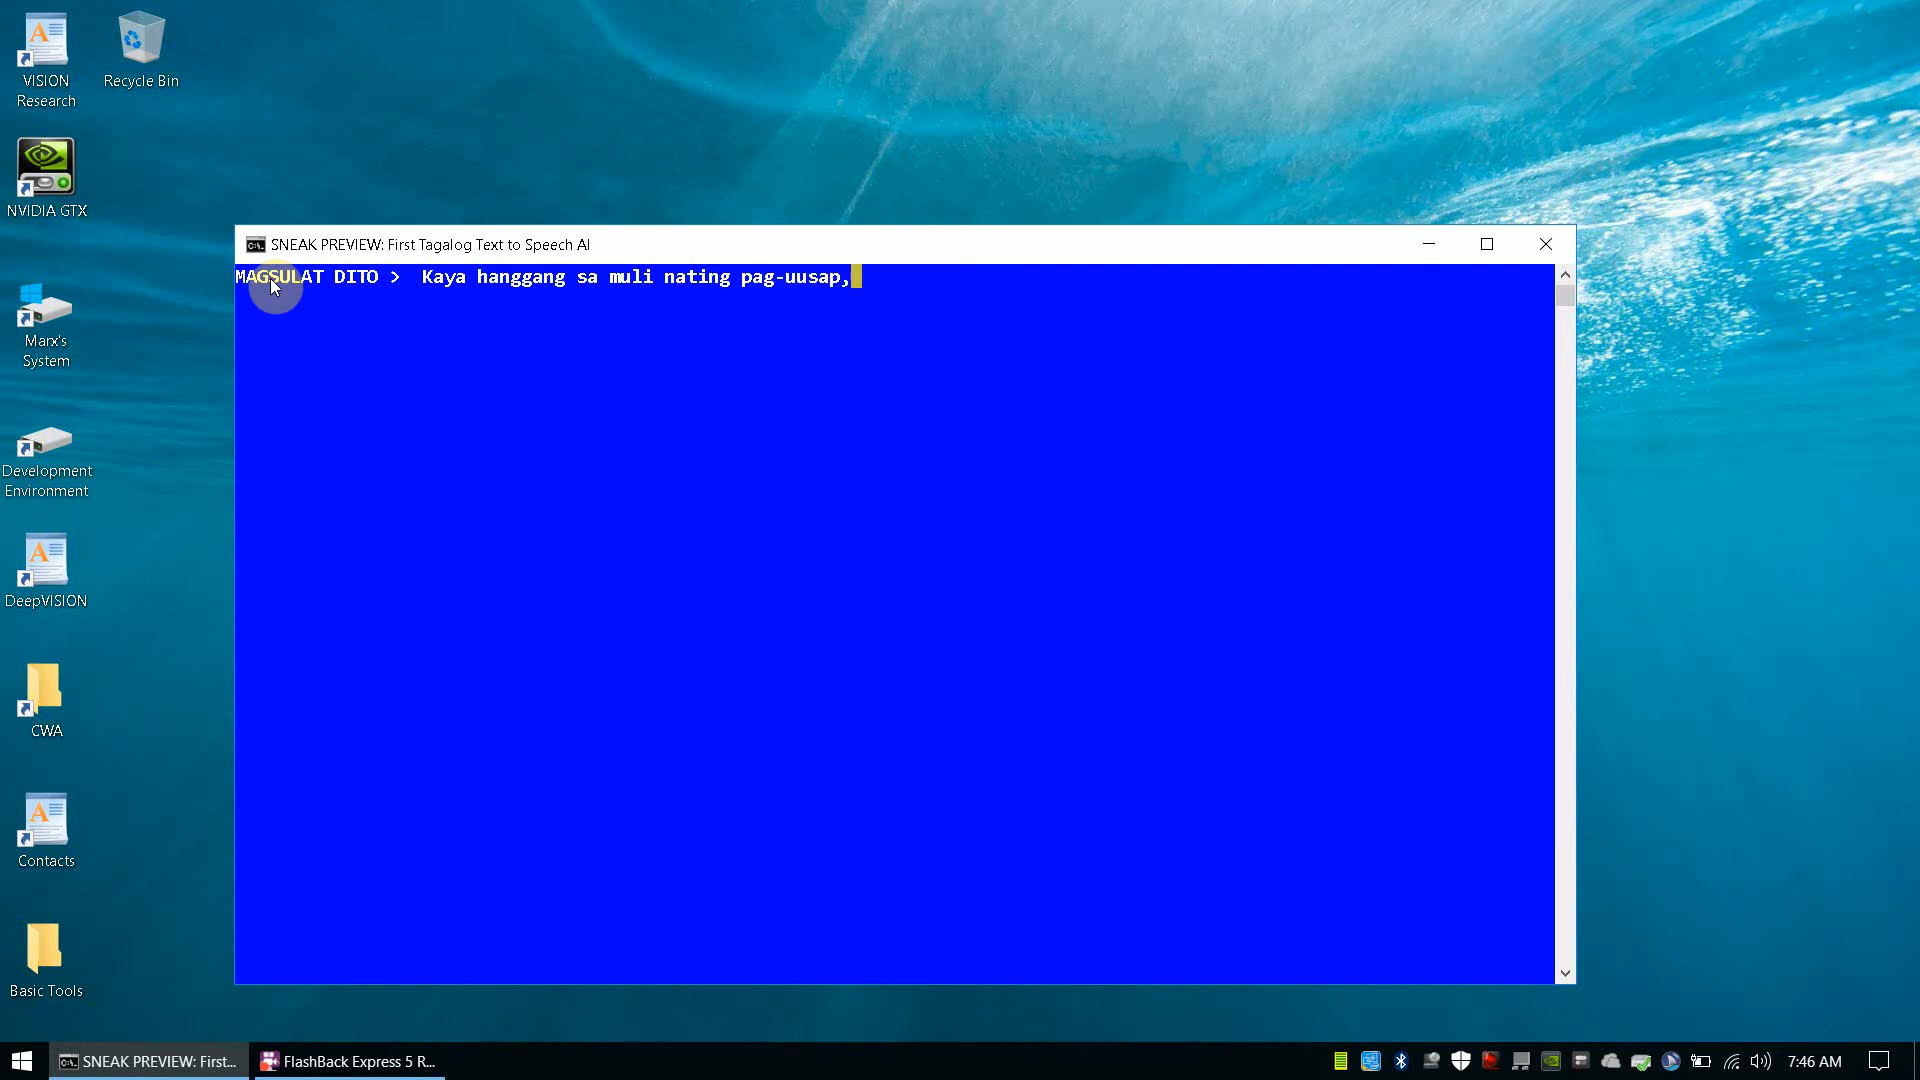 VISION
Research
Recycle Bin
NVIDIA GTX
SNEAK PREVIEW: First Tagalog Text to Speech AI
MAGSULAT DITO > Kaya hanggang sa muli nating pag-uusap,
Marx's
System
Development
Environment
DeepVISION
CWA
Contacts
Basic Tools
SNEAK PREVIEW: First...
FlashBack Express 5 R...
7:46 AM